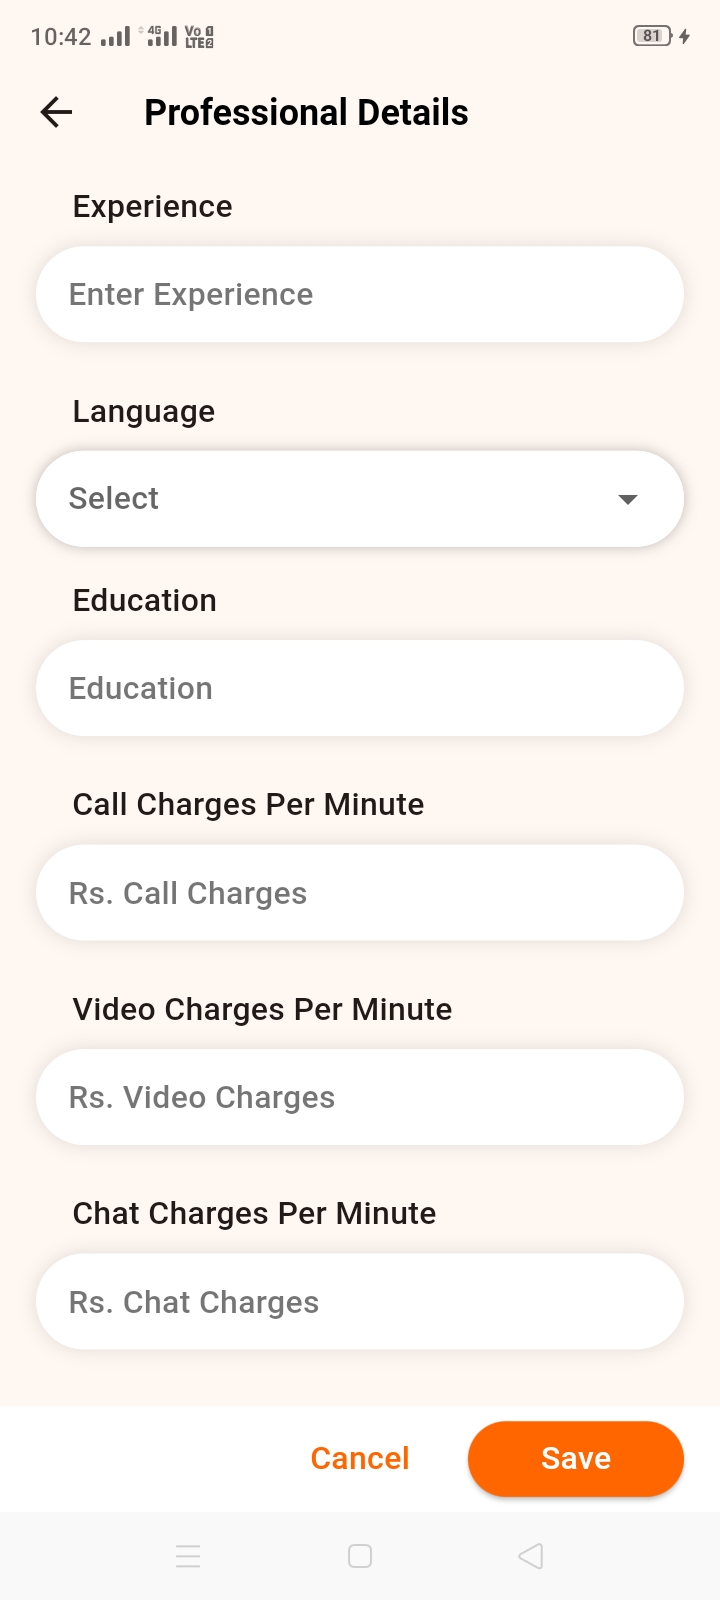 10:42 4G Vo 1 LTE2 81
Professional Details
Experience
Enter Experience
Language
Select
Education
Education
Call Charges Per Minute
Rs. Call Charges
Video Charges Per Minute
Rs. Video Charges
Chat Charges Per Minute
Rs. Chat Charges
Cancel Save